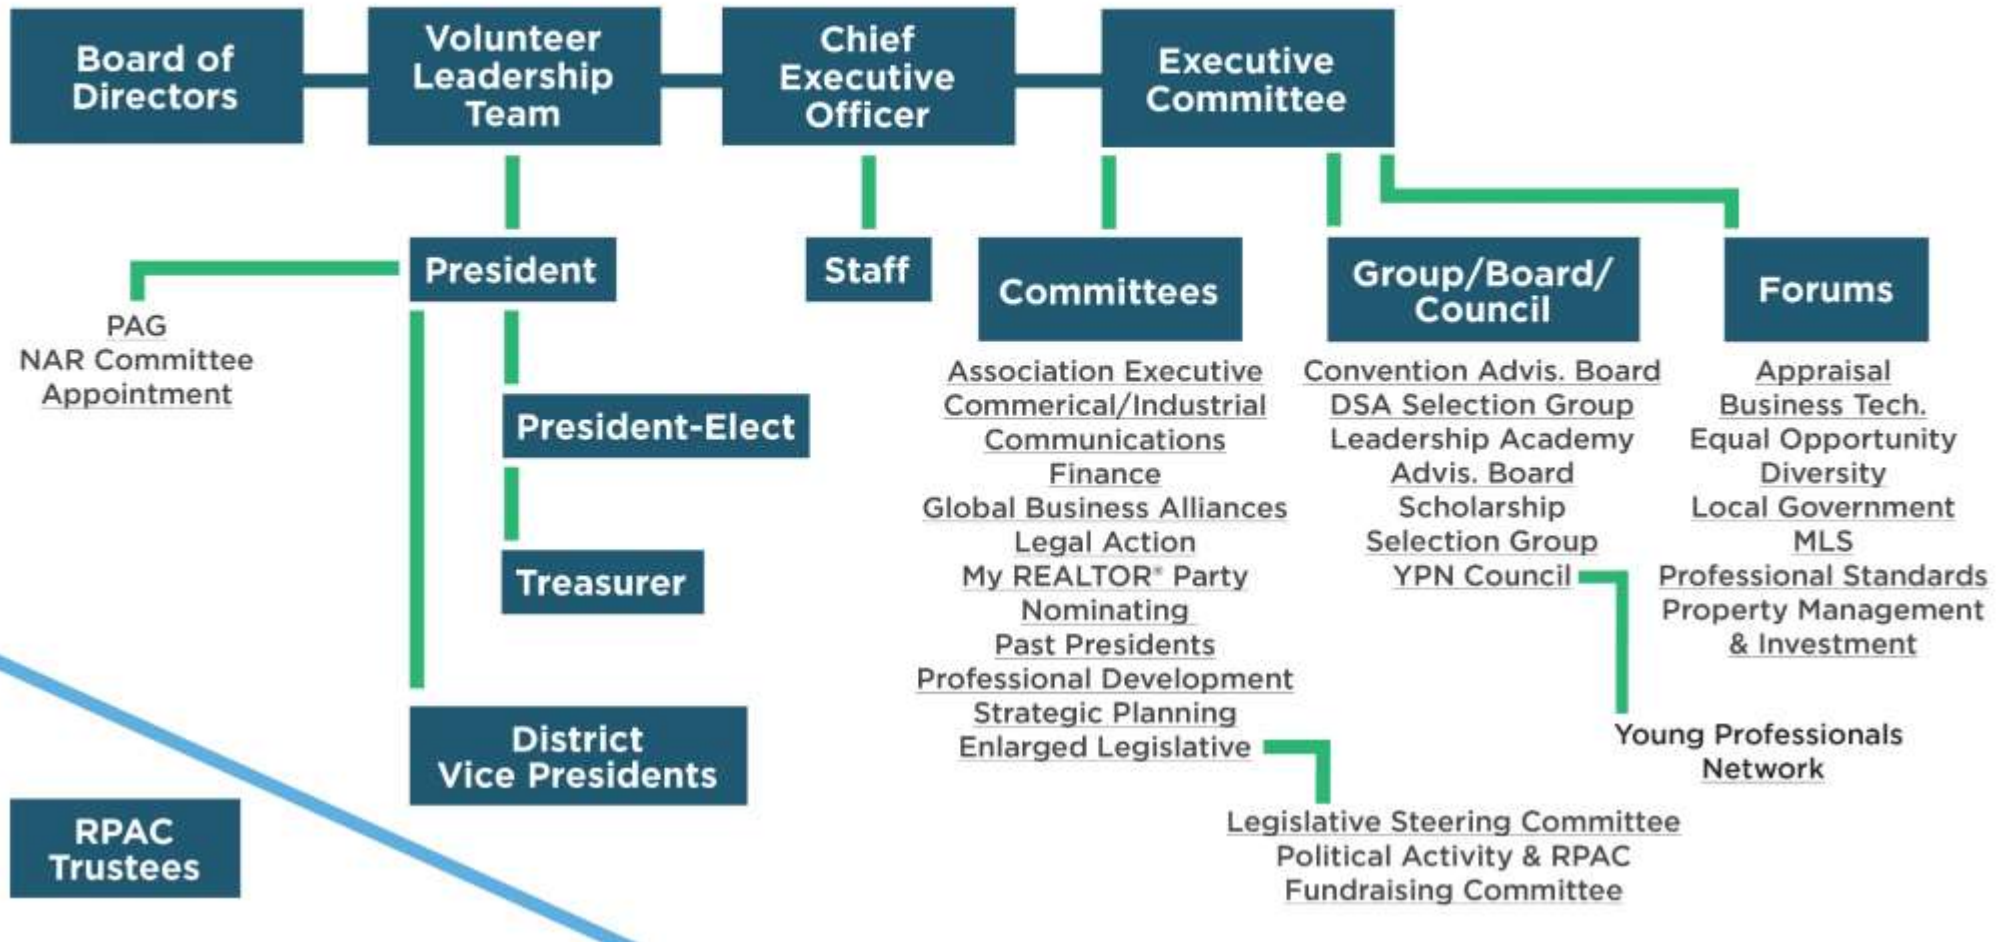 Board of
Directors
Volunteer
Leadership
Team
Chief
Executive
Officer
Executive
Committee
President
Staff
Committees
Group/Board/
Council
Forums
PAG
NAR Committee
Appointment
President-Elect
Treasurer
District
Vice Presidents
RPAC
Trustees
Association Executive
Commerical/Industrial
Communications
Finance
Global Business Alliances
Legal Action
My REALTOR® Party
Nominating
Past Presidents
Professional Development
Strategic Planning
Enlarged Legislative
Legislative Steering Committee
Political Activity & RPAC
Fundraising Committee
Convention Advis. Board
DSA Selection Group
Leadership Academy
Advis. Board
Scholarship
Selection Group
YPN Council
Young Professionals
Network
Appraisal
Business Tech.
Equal Opportunity
Diversity
Local Government
MLS
Professional Standards
Property Management
& Investment